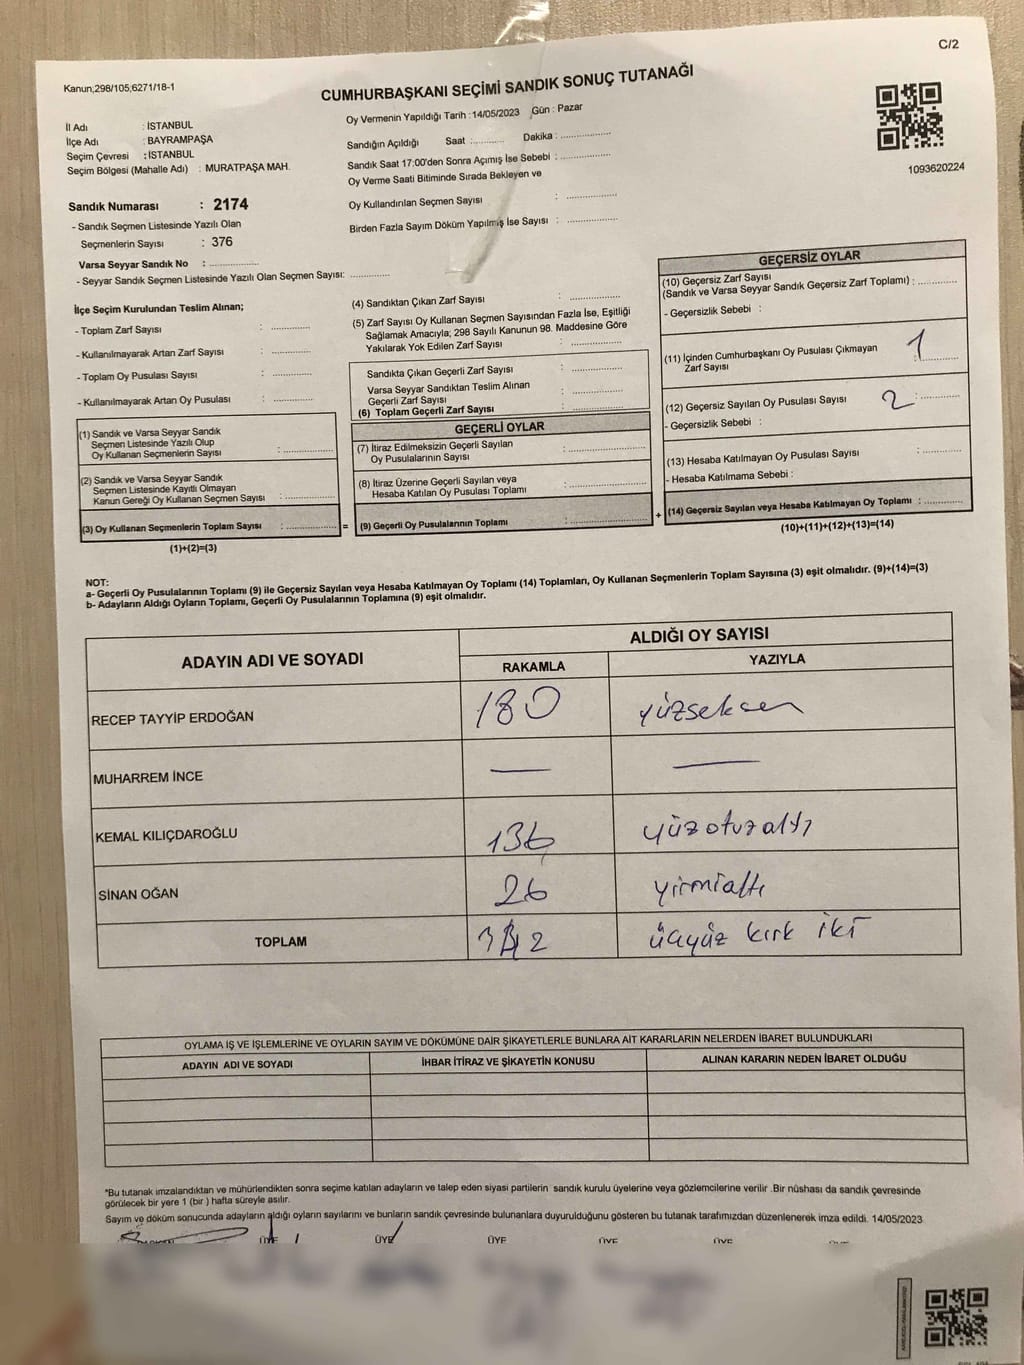 C/2
Kanun;298/105,6271/18-1
CUMHURBAŞKANI SEÇİMİ SANDIK SONUÇ TUTANAĞI
İl Adı : İSTANBUL
İlçe Adı : BAYRAMPAŞA
Seçim Çevresi : İSTANBUL
Seçim Bölgesi (Mahalle Adı) : MURATPAŞA MAH.
Oy Vermenin Yapıldığı Tarih :14/05/2023 Gün : Pazar
Sandığın Açıldığı Saat :........... Dakika : ................
Sandık Saat 17:00'den Sonra Açımış İse Sebebi : ................
Oy Verme Saati Bitiminde Sırada Bekleyen ve
Oy Kullandırılan Seçmen Sayısı : ................
Birden Fazla Sayım Döküm Yapılmış İse Sayısı : ................
1093620224
Sandık Numarası : 2174
- Sandık Seçmen Listesinde Yazılı Olan
Seçmenlerin Sayısı : 376
Varsa Seyyar Sandık No : ................
- Seyyar Sandık Seçmen Listesinde Yazılı Olan Seçmen Sayısı: ............
İlçe Seçim Kurulundan Teslim Alınan;
- Toplam Zarf Sayısı : ............
- Kullanılmayarak Artan Zarf Sayısı : ............
- Toplam Oy Pusulası Sayısı : ............
- Kullanılmayarak Artan Oy Pusulası : ............
(1) Sandık ve Varsa Seyyar Sandık
Seçmen Listesinde Yazılı Olup
Oy Kullanan Seçmenlerin Sayısı : ................
(2) Sandık ve Varsa Seyyar Sandık
Seçmen Listesinde Kayıtlı Olmayan
Kanun Gereği Oy Kullanan Seçmen Sayısı : ................
(3) Oy Kullanan Seçmenlerin Toplam Sayısı : ................ =
(1)+(2)=(3)
(4) Sandıktan Çıkan Zarf Sayısı : ................
(5) Zarf Sayısı Oy Kullanan Seçmen Sayısından Fazla İse, Eşitliği
Sağlamak Amacıyla; 298 Sayılı Kanunun 98. Maddesine Göre
Yakılarak Yok Edilen Zarf Sayısı : ................
Sandıkta Çıkan Geçerli Zarf Sayısı : ................
Varsa Seyyar Sandıktan Teslim Alınan
Geçerli Zarf Sayısı : ................
(6) Toplam Geçerli Zarf Sayısı : ................
GEÇERLİ OYLAR
(7) İtiraz Edilmeksizin Geçerli Sayılan
Oy Pusulalarının Sayısı : ................
(8) İtiraz Üzerine Geçerli Sayılan veya
Hesaba Katılan Oy Pusulası Toplamı : ................
(9) Geçerli Oy Pusulalarının Toplamı : ................ +
GEÇERSİZ OYLAR
(10) Geçersiz Zarf Sayısı
(Sandık ve Varsa Seyyar Sandık Geçersiz Zarf Toplamı) : ............
- Geçersizlik Sebebi :
(11) İçinden Cumhurbaşkanı Oy Pusulası Çıkmayan 1
Zarf Sayısı : ............
(12) Geçersiz Sayılan Oy Pusulası Sayısı 2 : ............
- Geçersizlik Sebebi :
(13) Hesaba Katılmayan Oy Pusulası Sayısı : ............
- Hesaba Katılmama Sebebi :
(14) Geçersiz Sayılan veya Hesaba Katılmayan Oy Toplamı : ............
(10)+(11)+(12)+(13)=(14)
NOT:
a- Geçerli Oy Pusulalarının Toplamı (9) ile Geçersiz Sayılan veya Hesaba Katılmayan Oy Toplamı (14) Toplamları, Oy Kullanan Seçmenlerin Toplam Sayısına (3) eşit olmalıdır. (9)+(14)=(3)
b- Adayların Aldığı Oyların Toplamı, Geçerli Oy Pusulalarının Toplamına (9) eşit olmalıdır.
ADAYIN ADI VE SOYADI ALDIĞI OY SAYISI
RAKAMLA YAZIYLA
RECEP TAYYİP ERDOĞAN 180 yüzseksen
MUHARREM İNCE — —
KEMAL KILIÇDAROĞLU 136 yüzotuzaltı
SİNAN OĞAN 26 yirmialtı
TOPLAM 342 üçyüz kırk iki
OYLAMA İŞ VE İŞLEMLERİNE VE OYLARIN SAYIM VE DÖKÜMÜNE DAİR ŞİKAYETLERLE BUNLARA AİT KARARLARIN NELERDEN İBARET BULUNDUKLARI
ADAYIN ADI VE SOYADI İHBAR İTİRAZ VE ŞİKAYETİN KONUSU ALINAN KARARIN NEDEN İBARET OLDUĞU
*Bu tutanak imzalandıktan ve mühürlendikten sonra seçime katılan adayların ve talep eden siyasi partilerin sandık kurulu üyelerine veya gözlemcilerine verilir .Bir nüshası da sandık çevresinde
görülecek bir yere 1 (bir ) hafta süreyle asılır.
Sayım ve döküm sonucunda adayların aldığı oyların sayılarını ve bunların sandık çevresinde bulunanlara duyurulduğunu gösteren bu tutanak tarafımızdan düzenlenerek imza edildi. 14/05/2023
ÜYE ÜYE ÜYE ÜYE ÜYE